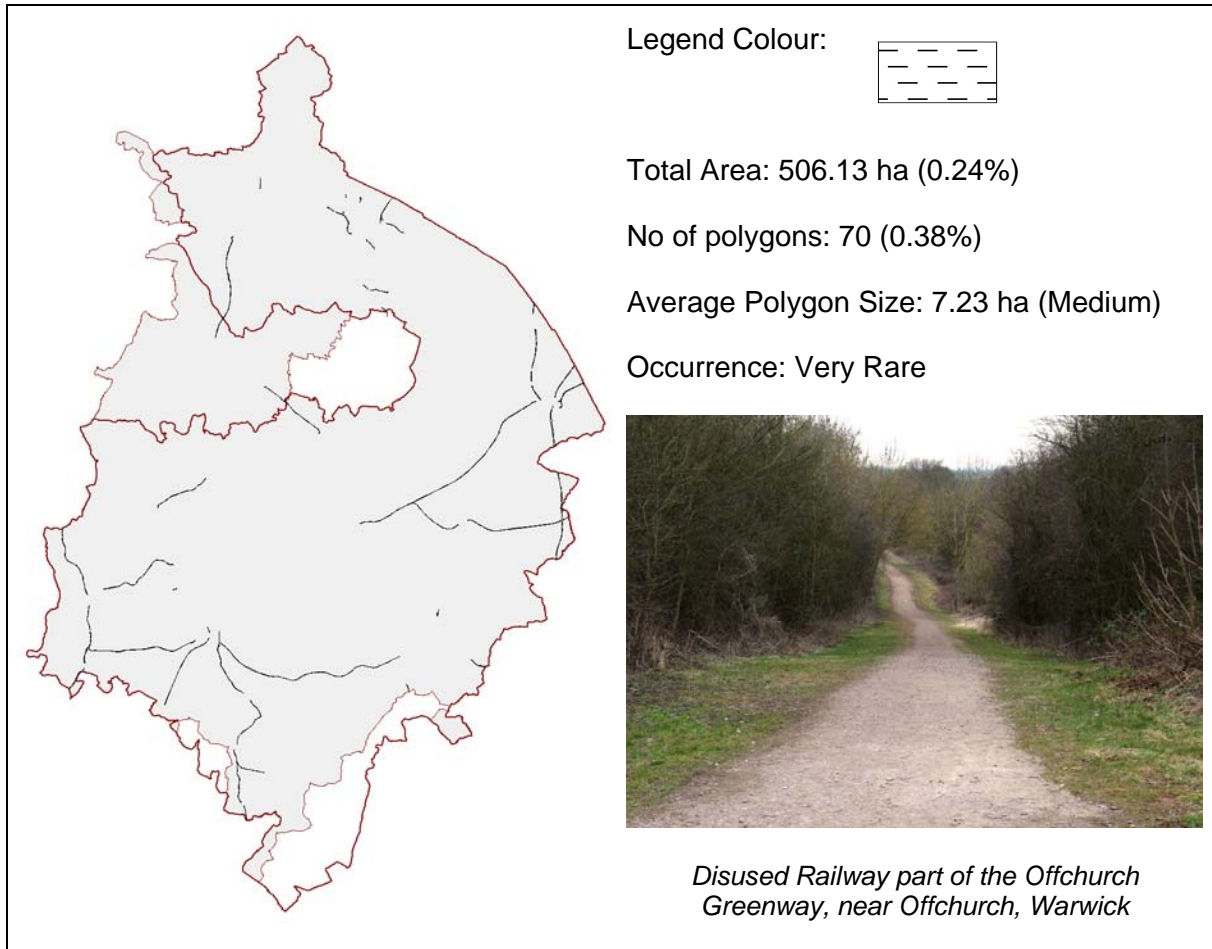 Legend Colour:
Total Area: 506.13 ha (0.24%)
No of polygons: 70 (0.38%)
Average Polygon Size: 7.23 ha (Medium)
Occurrence: Very Rare
Disused Railway part of the Offchurch
Greenway, near Offchurch, Warwick